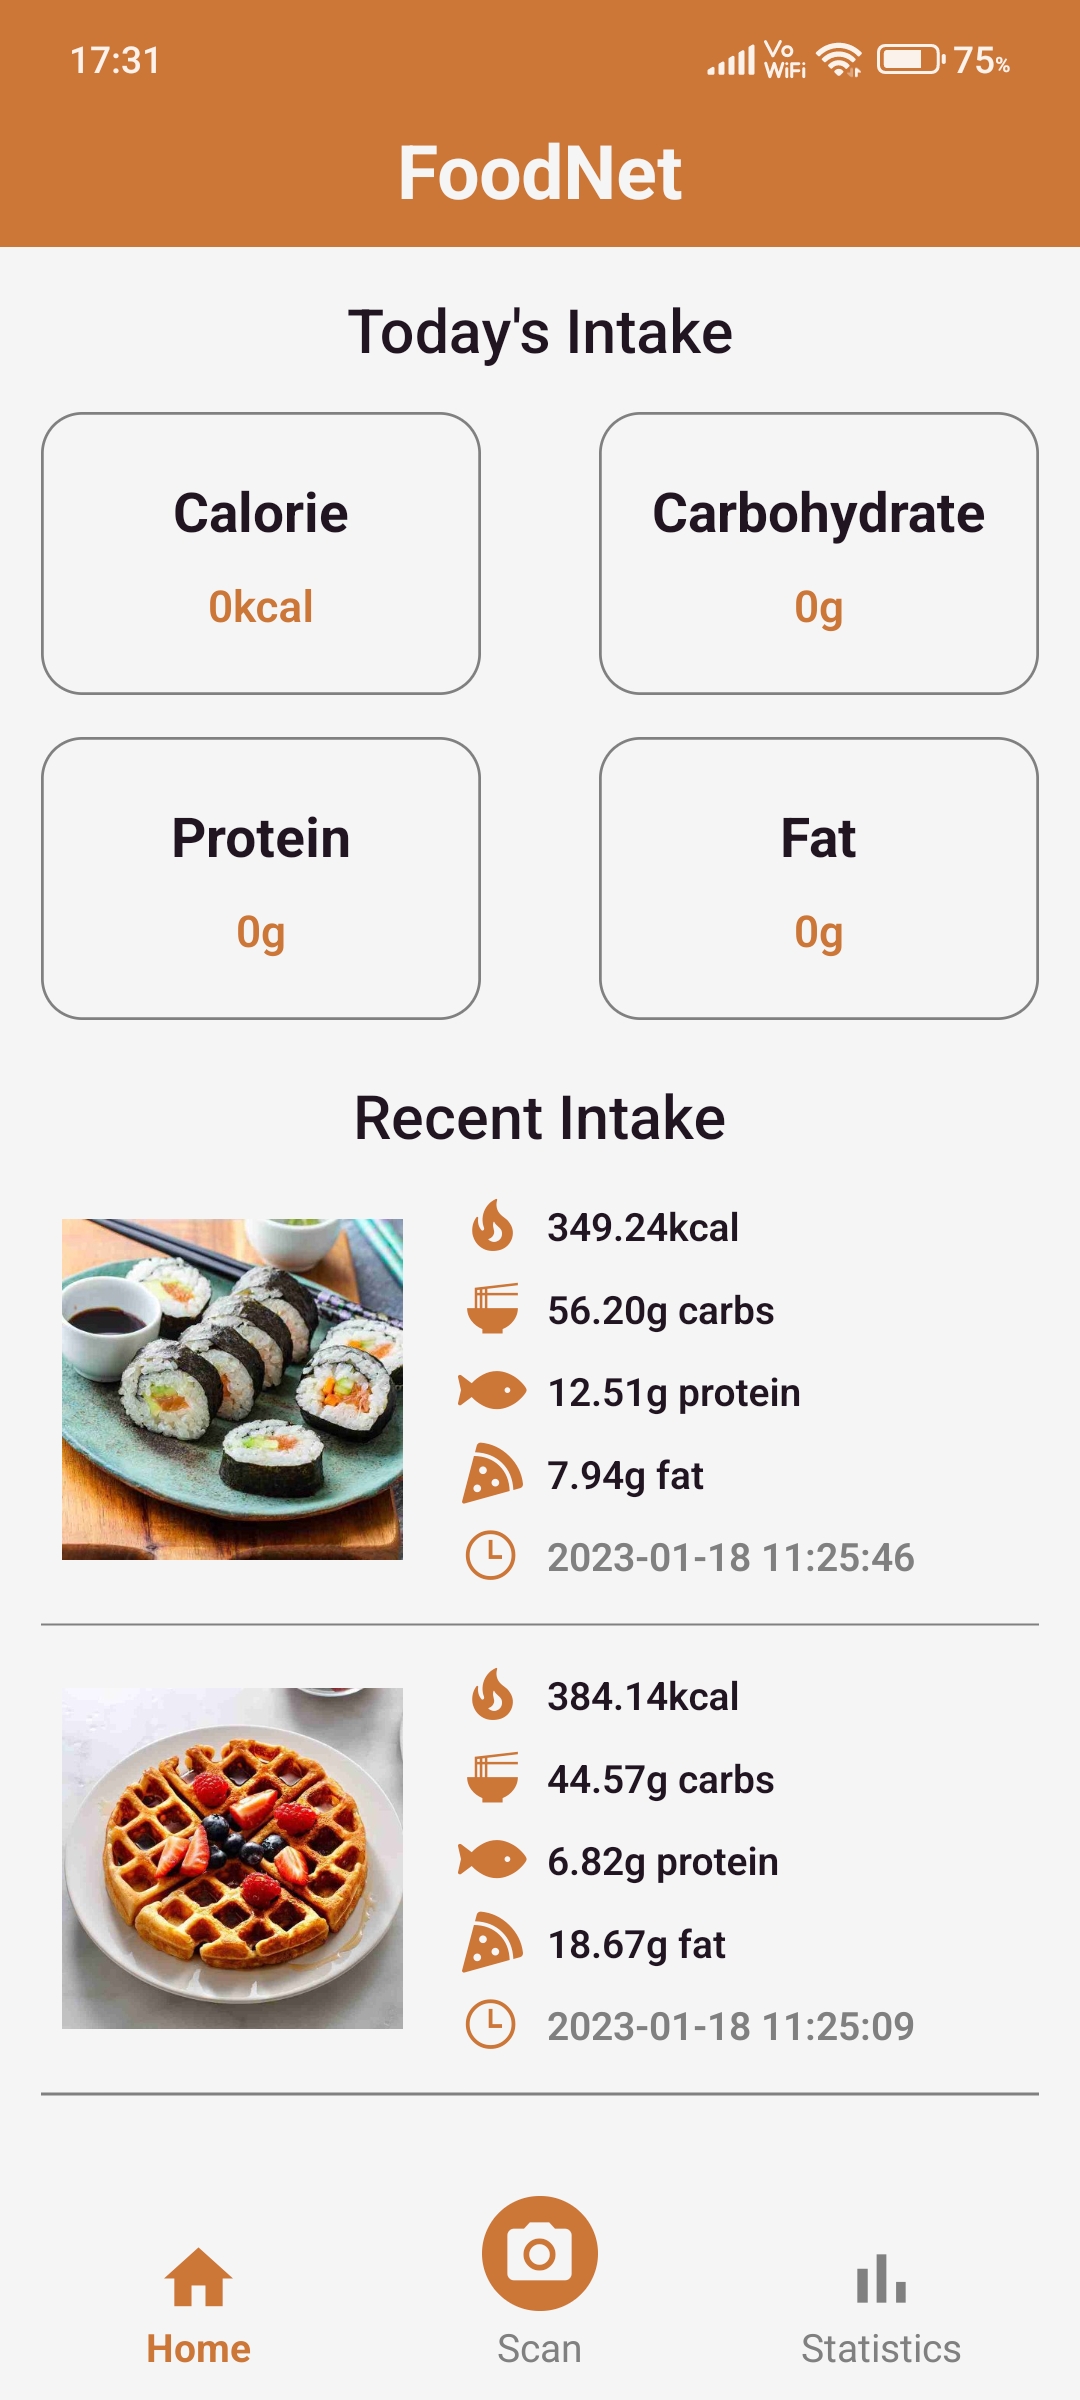 17:31
Vo
WiFi
75%
FoodNet
Today's Intake
Calorie
0kcal
Carbohydrate
0g
Protein
0g
Fat
0g
Recent Intake
349.24kcal
56.20g carbs
12.51g protein
7.94g fat
2023-01-18 11:25:46
384.14kcal
44.57g carbs
6.82g protein
18.67g fat
2023-01-18 11:25:09
Home
Scan
Statistics